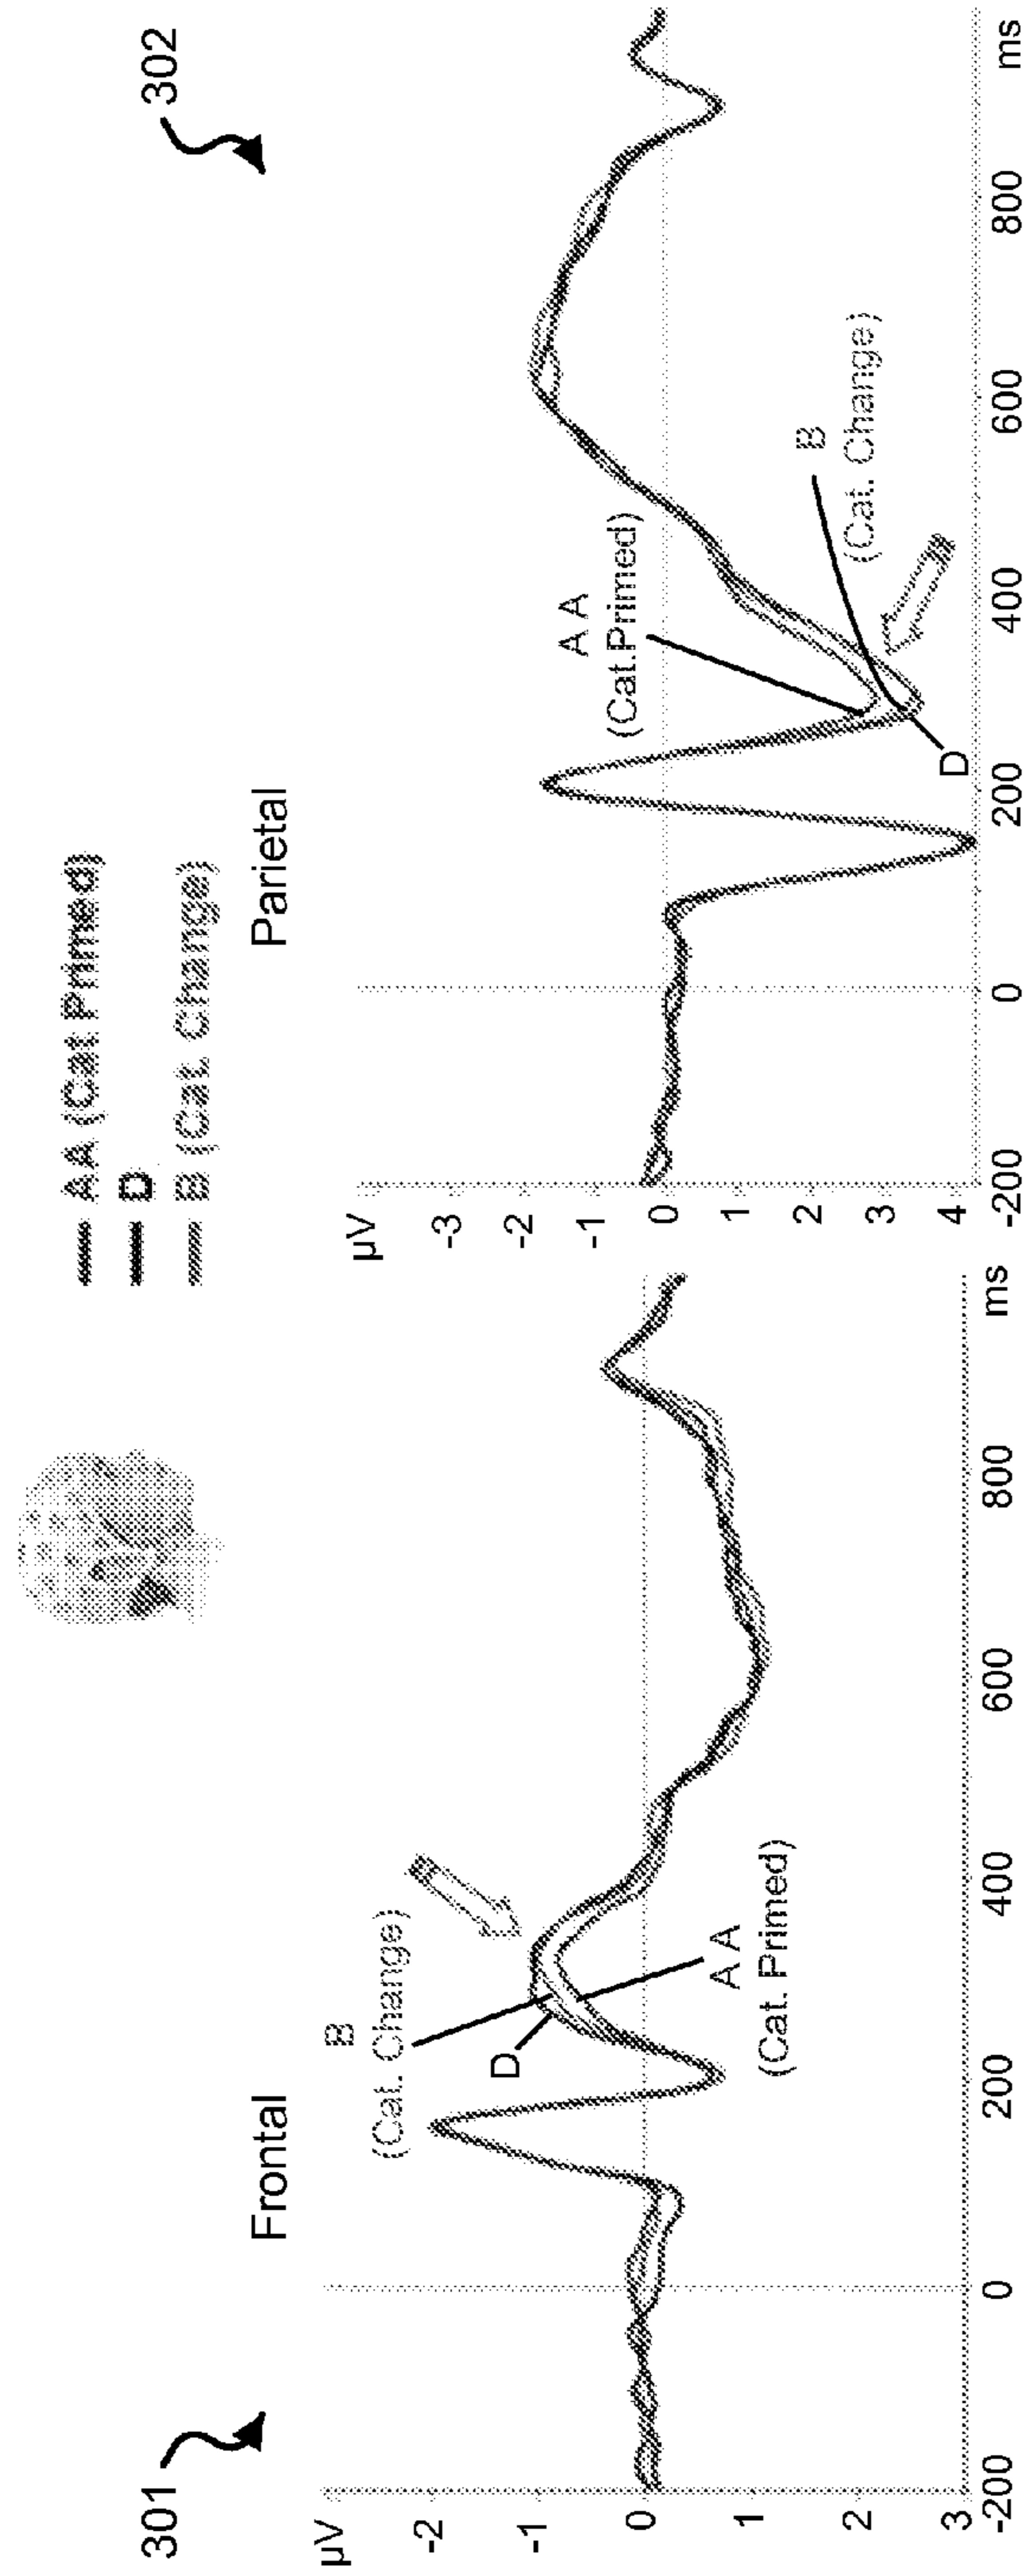 301
302
AA (Cat Primed)
D
B (Cat. Change)
Frontal
µV
-2
-1
0
1
2
3
-200
0
200
400
600
800
ms
B
(Cat. Change)
D
A A
(Cat. Primed)
Parietal
µV
-3
-2
-1
0
1
2
3
4
-200
0
200
400
600
800
ms
A A
(Cat.Primed)
B
(Cat. Change)
D